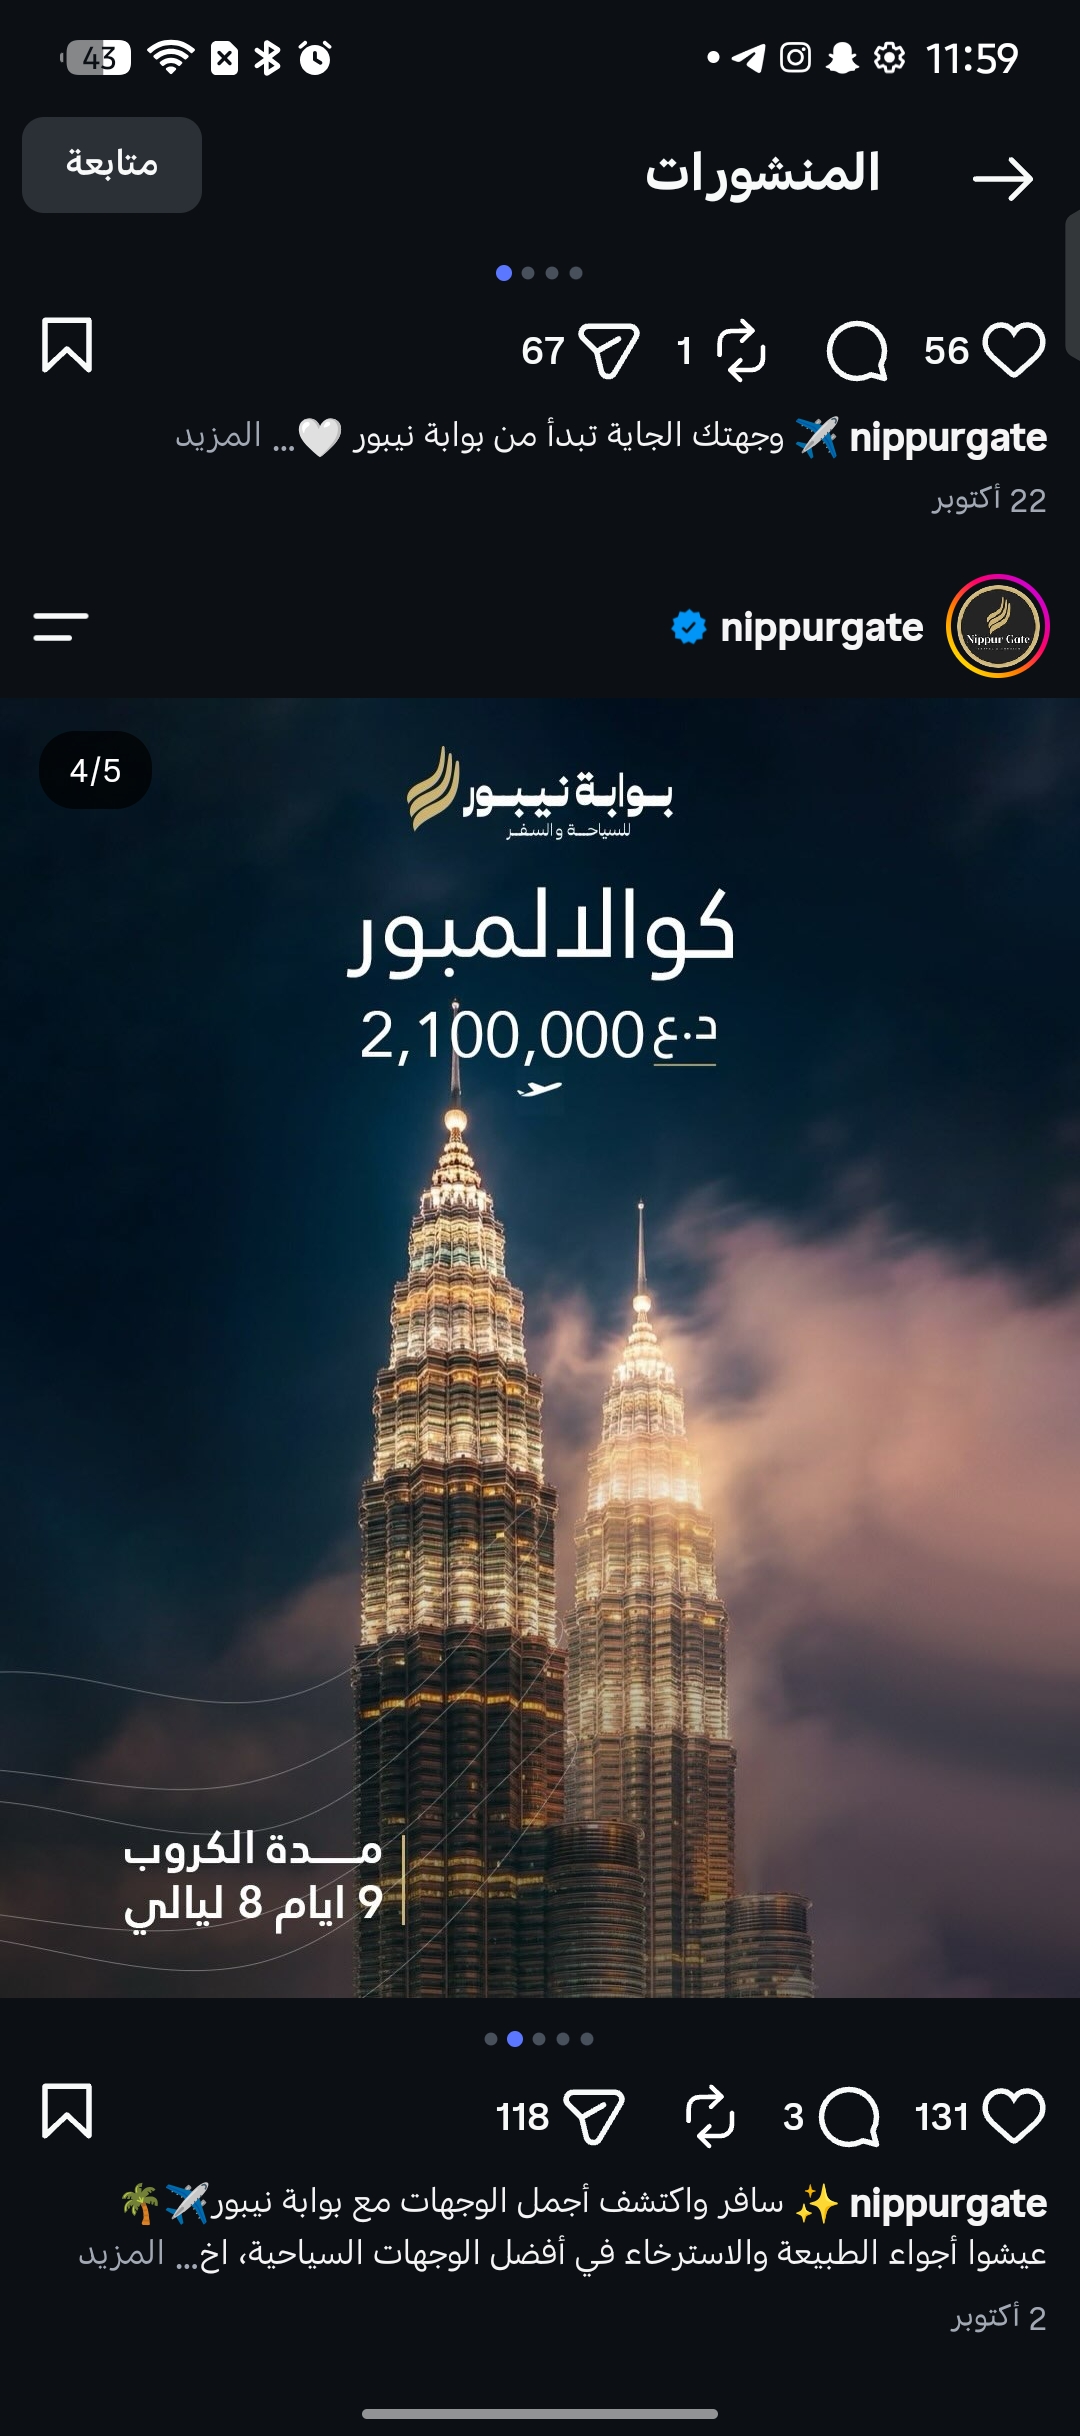 43
11:59
المنشورات
متابعة
56
1
67
nippurgate ✈️ وجهتك الجاية تبدأ من بوابة نيبور 🤍... المزيد
22 أكتوبر
nippurgate
Nippur Gate
4/5
بوابة نيبور
للسياحة والسفر
كوالالمبور
2,100,000 د.ع
مـــدة الكروب
9 ايام 8 ليالي
131
3
118
nippurgate ✨ سافر واكتشف أجمل الوجهات مع بوابة نيبور✈️🌴
عيشوا أجواء الطبيعة والاسترخاء في أفضل الوجهات السياحية، اخ... المزيد
2 أكتوبر